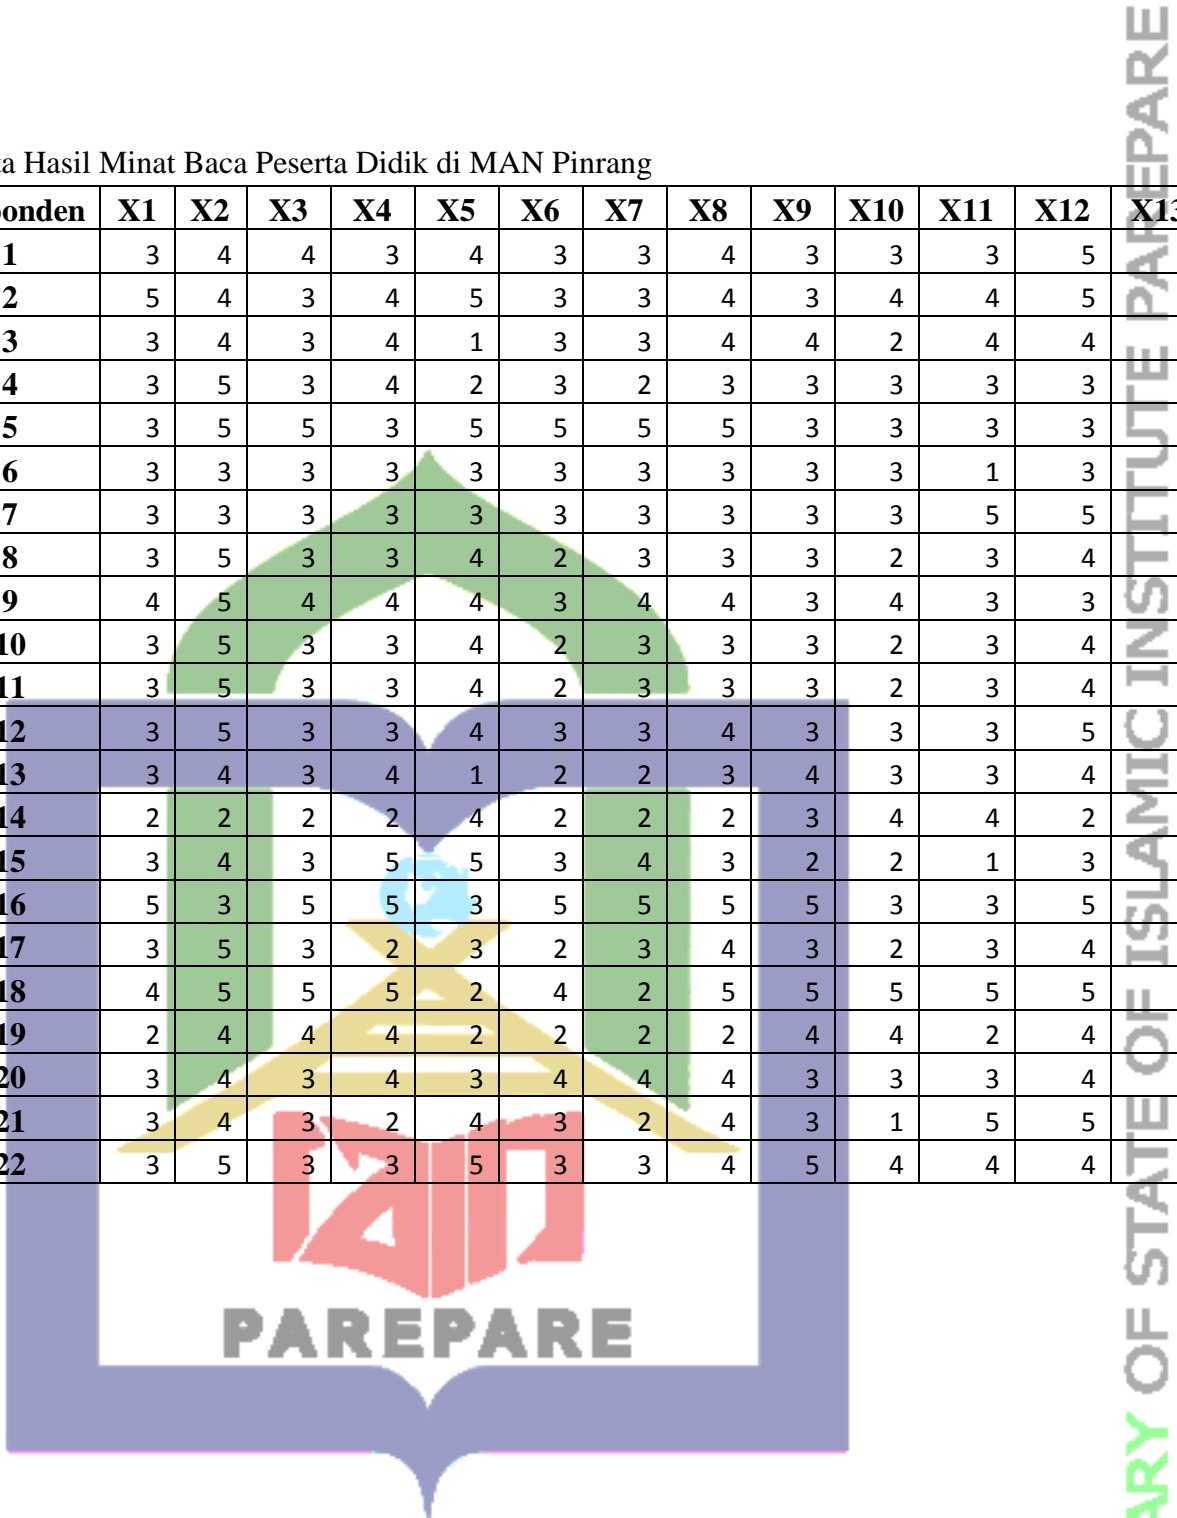 ta Hasil Minat Baca Peserta Didik di MAN Pinrang
ponden X1 X2 X3 X4 X5 X6 X7 X8 X9 X10 X11 X12 X13
1 3 4 4 3 4 3 3 4 3 3 3 5
2 5 4 3 4 5 3 3 4 3 4 4 5
3 3 4 3 4 1 3 3 4 4 2 4 4
4 3 5 3 4 2 3 2 3 3 3 3 3
5 3 5 5 3 5 5 5 5 3 3 3 3
6 3 3 3 3 3 3 3 3 3 3 1 3
7 3 3 3 3 3 3 3 3 3 3 5 5
8 3 5 3 3 4 2 3 3 3 2 3 4
9 4 5 4 4 4 3 4 4 3 4 3 3
10 3 5 3 3 4 2 3 3 3 2 3 4
11 3 5 3 3 4 2 3 3 3 2 3 4
12 3 5 3 3 4 3 3 4 3 3 3 5
13 3 4 3 4 1 2 2 3 4 3 3 4
14 2 2 2 2 4 2 2 2 3 4 4 2
15 3 4 3 5 5 3 4 3 2 2 1 3
16 5 3 5 5 3 5 5 5 5 3 3 5
17 3 5 3 2 3 2 3 4 3 2 3 4
18 4 5 5 5 2 4 2 5 5 5 5 5
19 2 4 4 4 2 2 2 2 4 4 2 4
20 3 4 3 4 3 4 4 4 3 3 3 4
21 3 4 3 2 4 3 2 4 3 1 5 5
22 3 5 3 3 5 3 3 4 5 4 4 4
PAREPARE
ARY OF STATE OF ISLAMIC INSTITUTE PAREPARE